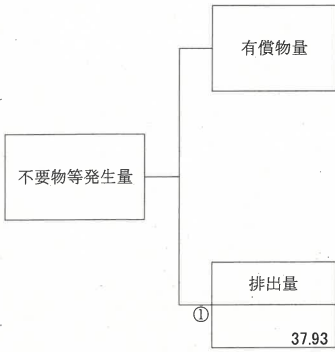 有償物量
不要物等発生量
排出量
①
37.93